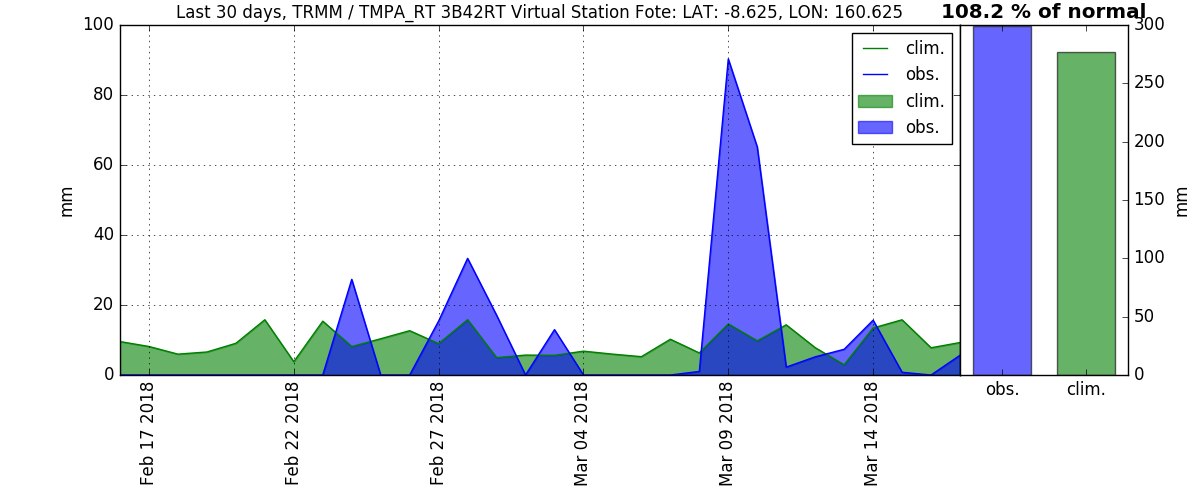 Last 30 days, TRMM / TMPA_RT 3B42RT Virtual Station Fote: LAT: -8.625, LON: 160.625
108.2 % of normal
clim.
obs.
clim.
obs.
100
80
60
40
20
0
mm
Feb 17 2018
Feb 22 2018
Feb 27 2018
Mar 04 2018
Mar 09 2018
Mar 14 2018
obs.
clim.
300
250
200
150
100
50
0
mm